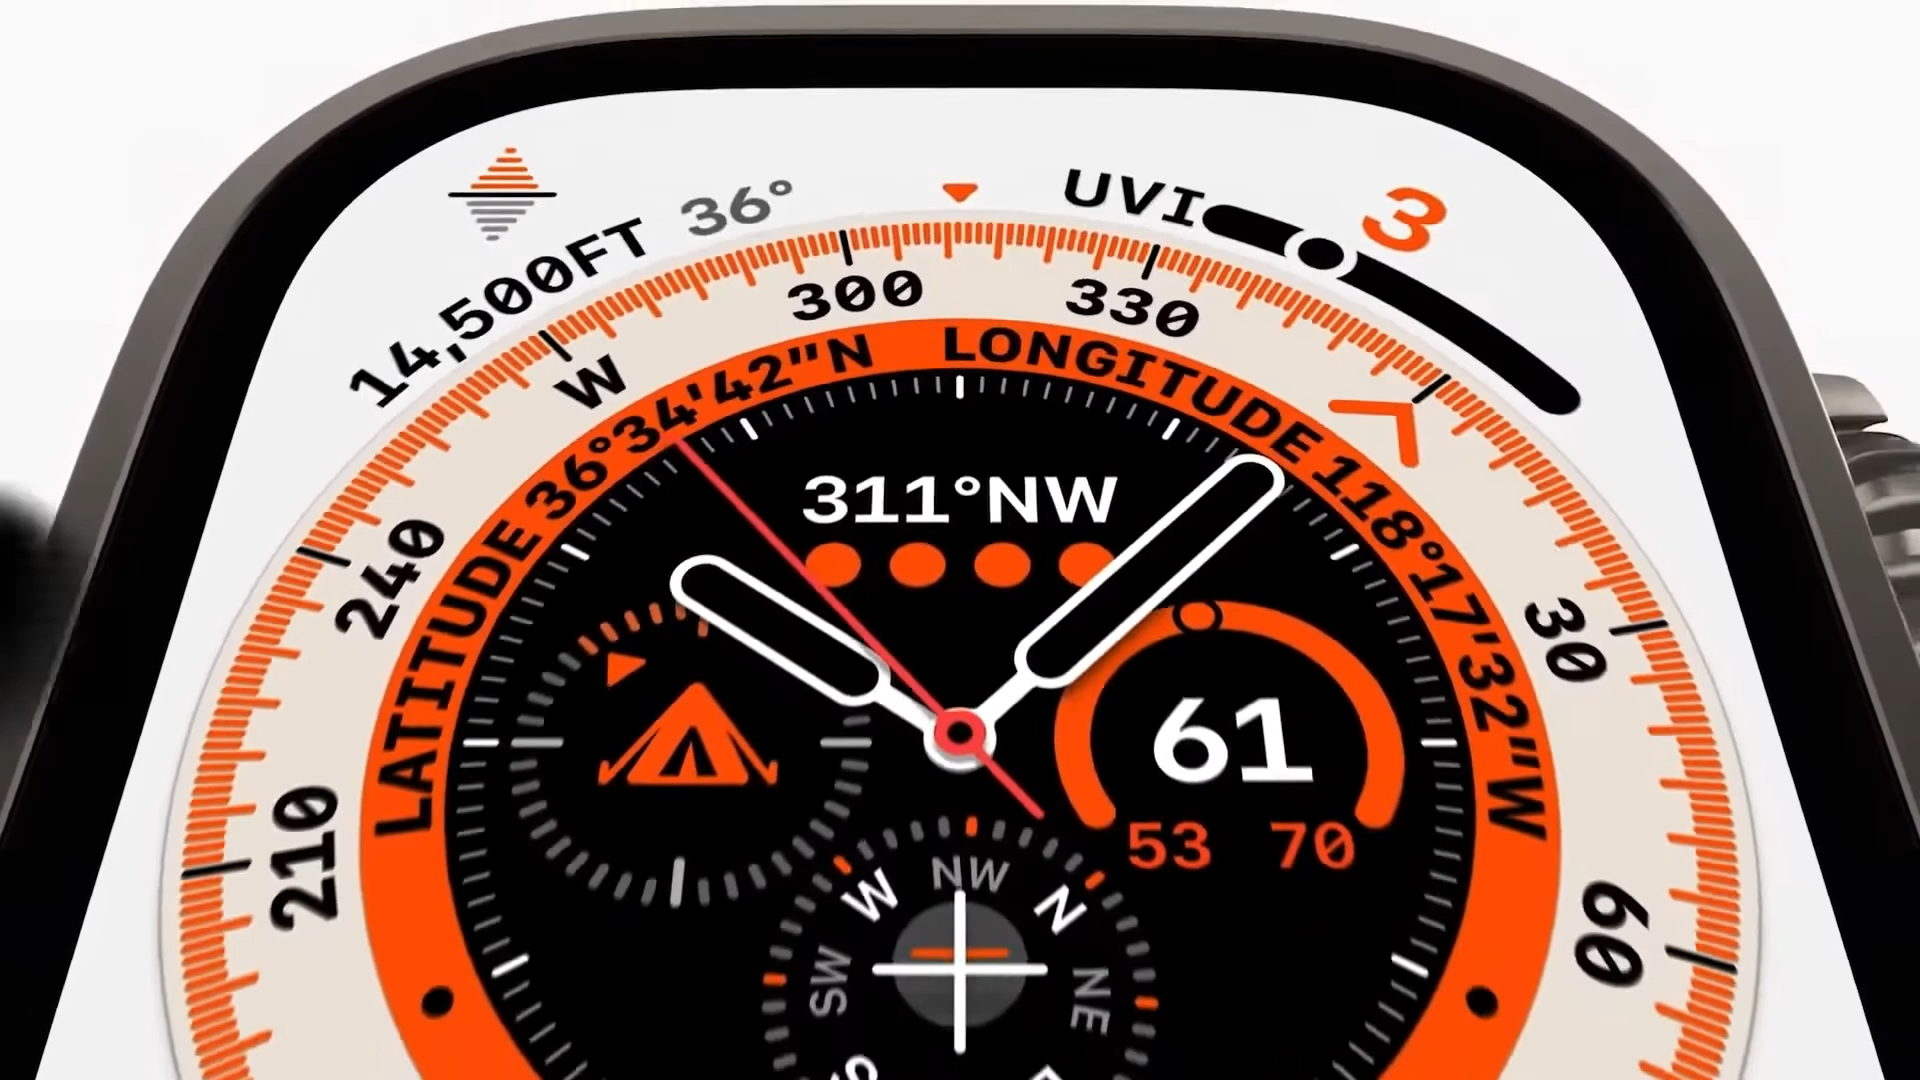 14,500FT 36°
UVI 3
300
330
W
240
210
30
60
LATITUDE 36°34'42"N LONGITUDE 118°17'32"W
311°NW
61
53 70
NW
W
N
SW
NE
S